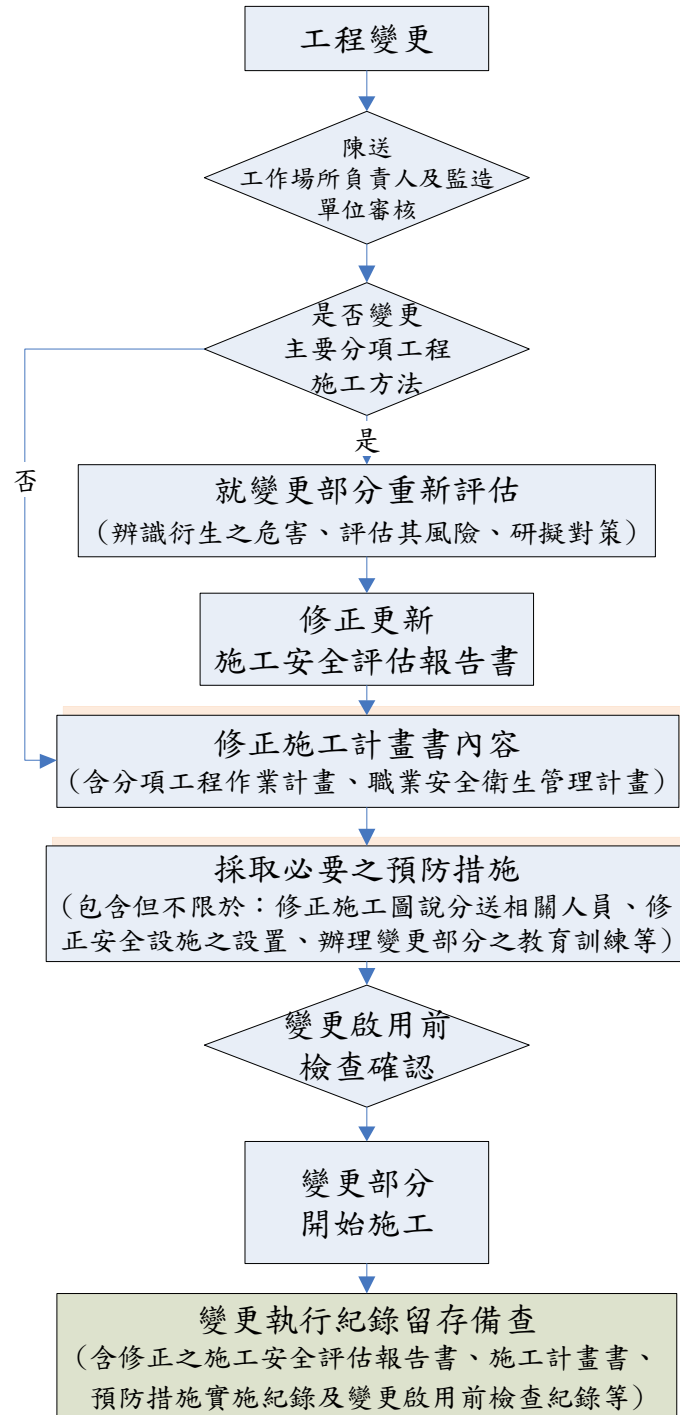 工程變更
陳送
工作場所負責人及監造
單位審核
是否變更
主要分項工程
施工方法
是
否
就變更部分重新評估
（辨識衍生之危害、評估其風險、研擬對策）
修正更新
施工安全評估報告書
修正施工計畫書內容
（含分項工程作業計畫、職業安全衛生管理計畫）
採取必要之預防措施
（包含但不限於：修正施工圖說分送相關人員、修
正安全設施之設置、辦理變更部分之教育訓練等）
變更啟用前
檢查確認
變更部分
開始施工
變更執行紀錄留存備查
（含修正之施工安全評估報告書、施工計畫書、
預防措施實施紀錄及變更啟用前檢查紀錄等）